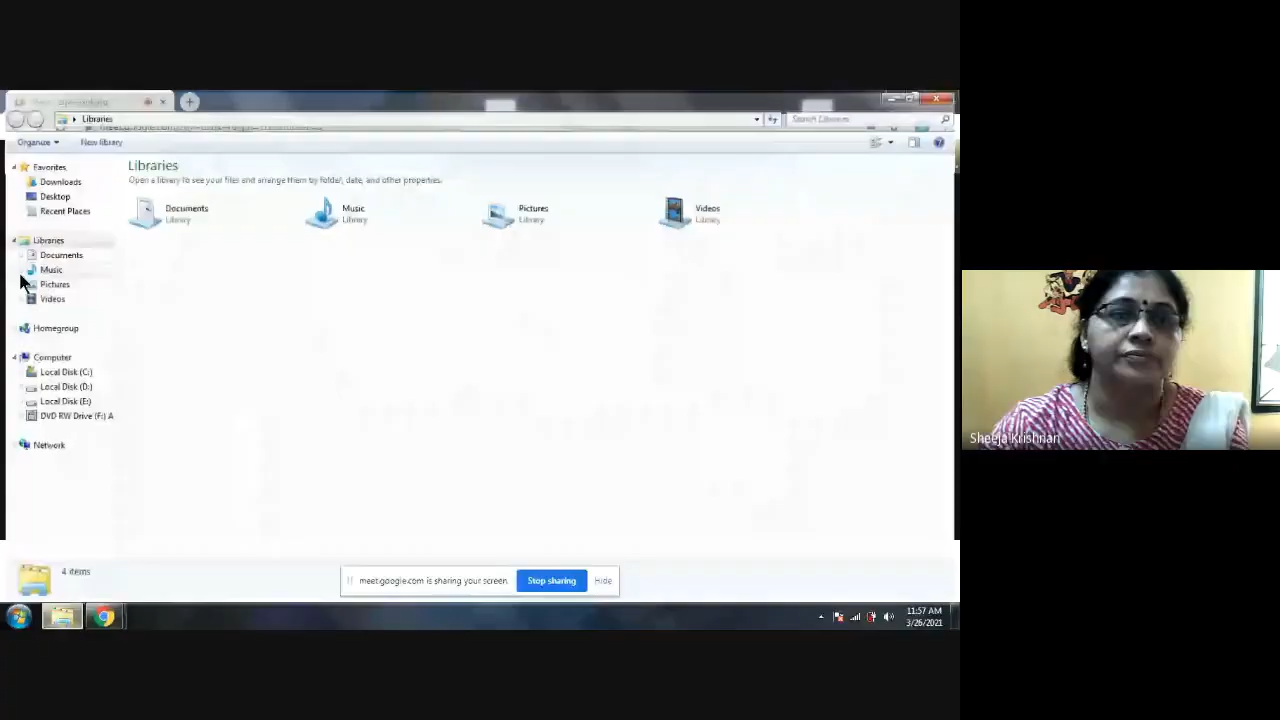 Libraries
Search Libraries
Organize
New library
Favorites
Downloads
Desktop
Recent Places
Libraries
Documents
Music
Pictures
Videos
Homegroup
Computer
Local Disk (C:)
Local Disk (D:)
Local Disk (E:)
DVD RW Drive (F:) A
Network
Libraries
Open a library to see your files and arrange them by folder, date, and other properties.
Documents
Library
Music
Library
Pictures
Library
Videos
Library
4 items
meet.google.com is sharing your screen.
Stop sharing
Hide
11:57 AM
3/26/2021
Sheeja Krishnan